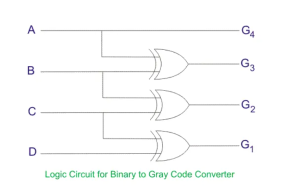 A
G4
B
G3
C
G2
D
G1
Logic Circuit for Binary to Gray Code Converter